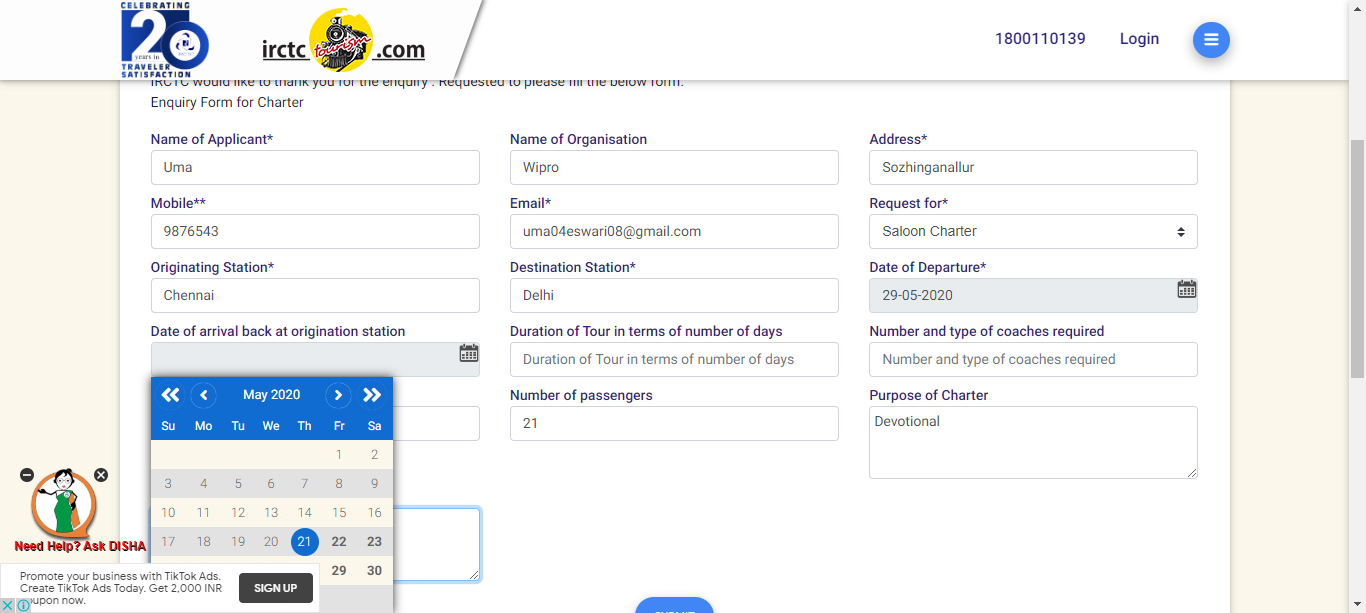 CELEBRATING
20
years in
TRAVELER
SATISFACTION
irctc tourism .com
1800110139
Login
IRCTC would like to thank you for the enquiry . Requested to please fill the below form.
Enquiry Form for Charter
Name of Applicant*
Name of Organisation
Address*
Uma
Wipro
Sozhinganallur
Mobile**
Email*
Request for*
9876543
uma04eswari08@gmail.com
Saloon Charter
Originating Station*
Destination Station*
Date of Departure*
Chennai
Delhi
29-05-2020
Date of arrival back at origination station
Duration of Tour in terms of number of days
Number and type of coaches required
Duration of Tour in terms of number of days
Number and type of coaches required
May 2020
Su Mo Tu We Th Fr Sa
1 2
3 4 5 6 7 8 9
10 11 12 13 14 15 16
17 18 19 20 21 22 23
29 30
Number of passengers
Purpose of Charter
21
Devotional
Need Help? Ask DISHA
Promote your business with TikTok Ads.
Create TikTok Ads Today. Get 2,000 INR
coupon now.
SIGN UP
SUBMIT